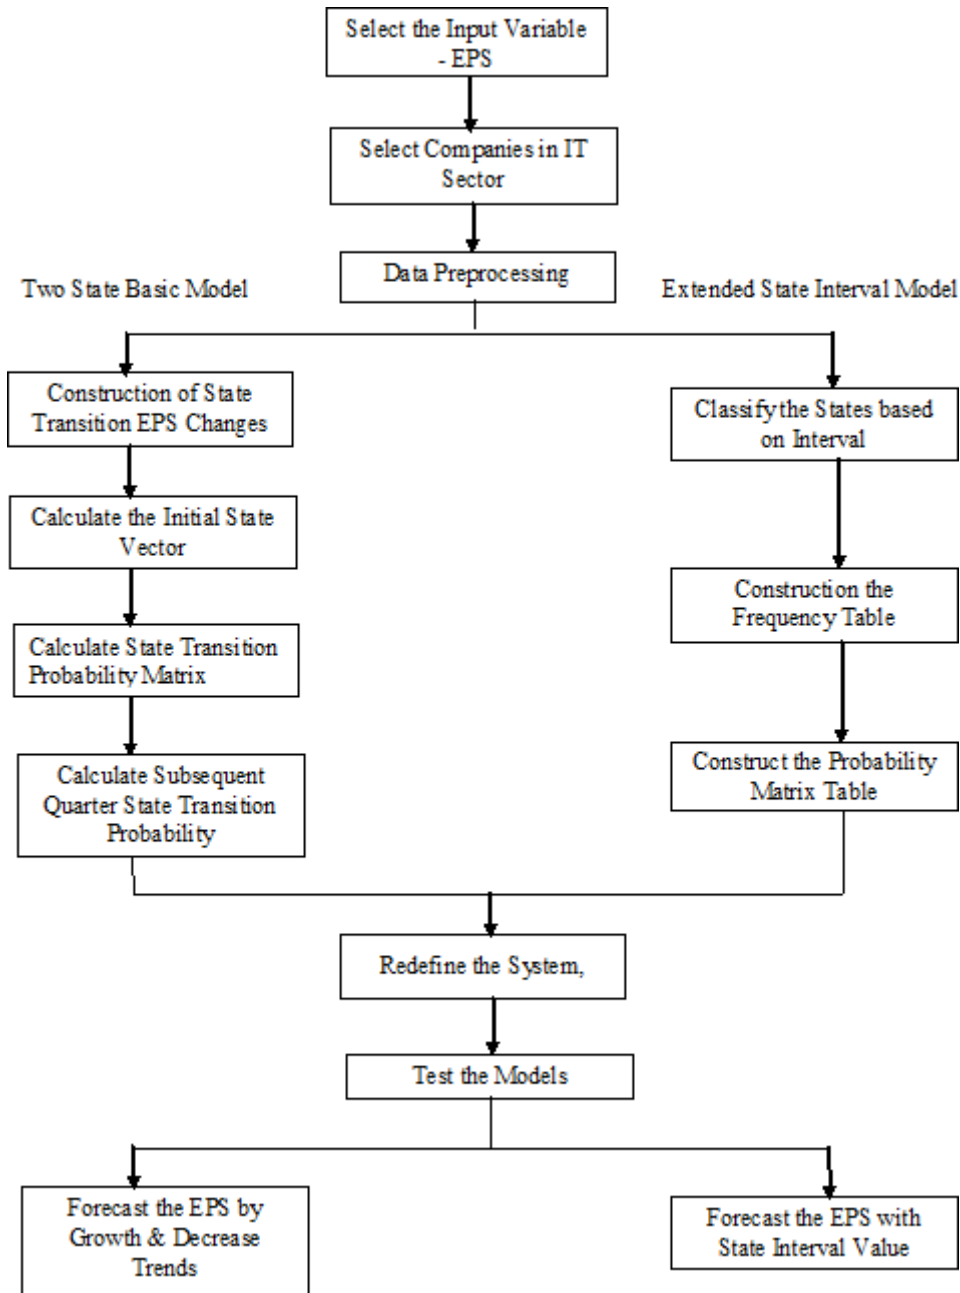 Select the Input Variable
- EPS
Select Companies in IT
Sector
Data Preprocessing
Two State Basic Model
Extended State Interval Model
Construction of State
Transition EPS Changes
Calculate the Initial State
Vector
Calculate State Transition
Probability Matrix
Calculate Subsequent
Quarter State Transition
Probability
Classify the States based
on Interval
Construction the
Frequency Table
Construct the Probability
Matrix Table
Redefine the System,
Test the Models
Forecast the EPS by
Growth & Decrease
Trends
Forecast the EPS with
State Interval Value